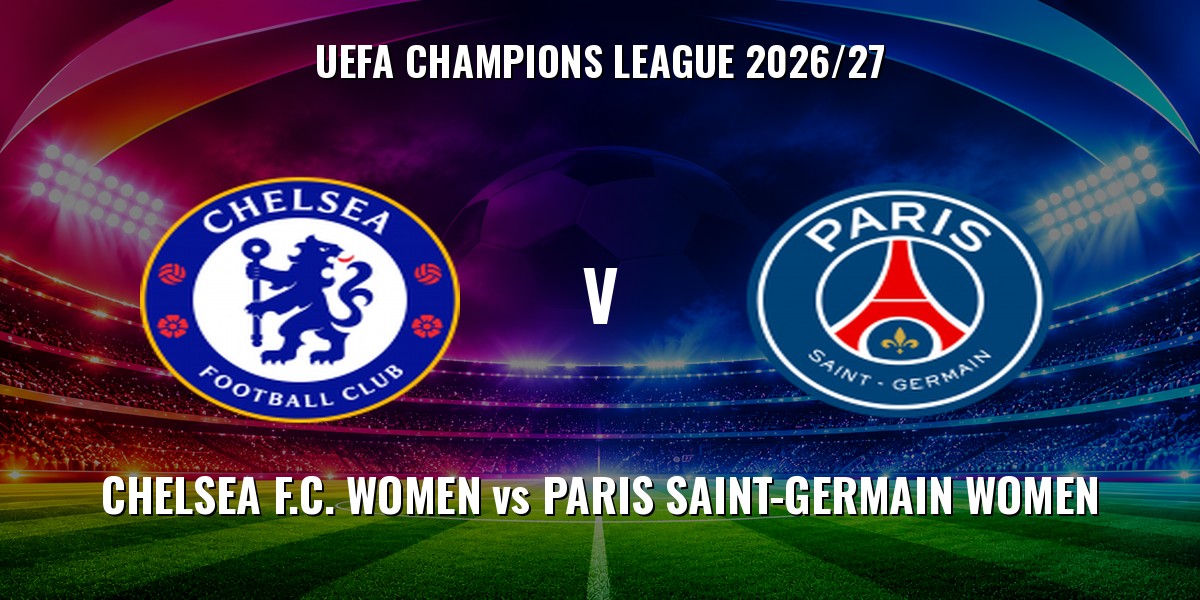 UEFA CHAMPIONS LEAGUE 2026/27
CHELSEA
FOOTBALL CLUB
V
PARIS
SAINT-GERMAIN
CHELSEA F.C. WOMEN vs PARIS SAINT-GERMAIN WOMEN